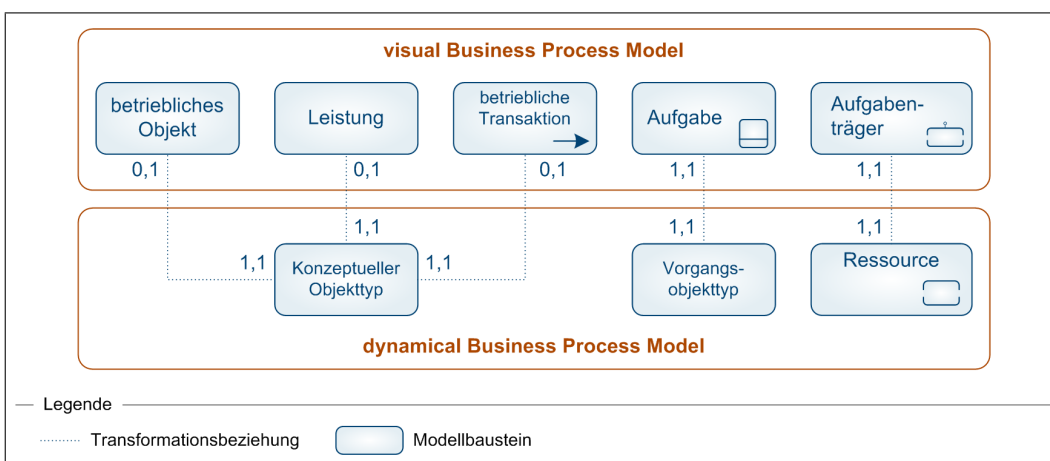 visual Business Process Model
betriebliches
Objekt
Leistung
betriebliche
Transaktion
Aufgabe
Aufgaben-
träger
0,1
0,1
0,1
1,1
1,1
1,1
1,1
1,1
1,1
1,1
Konzeptueller
Objekttyp
Vorgangs-
objekttyp
Ressource
dynamical Business Process Model
Legende
Transformationsbeziehung
Modellbaustein